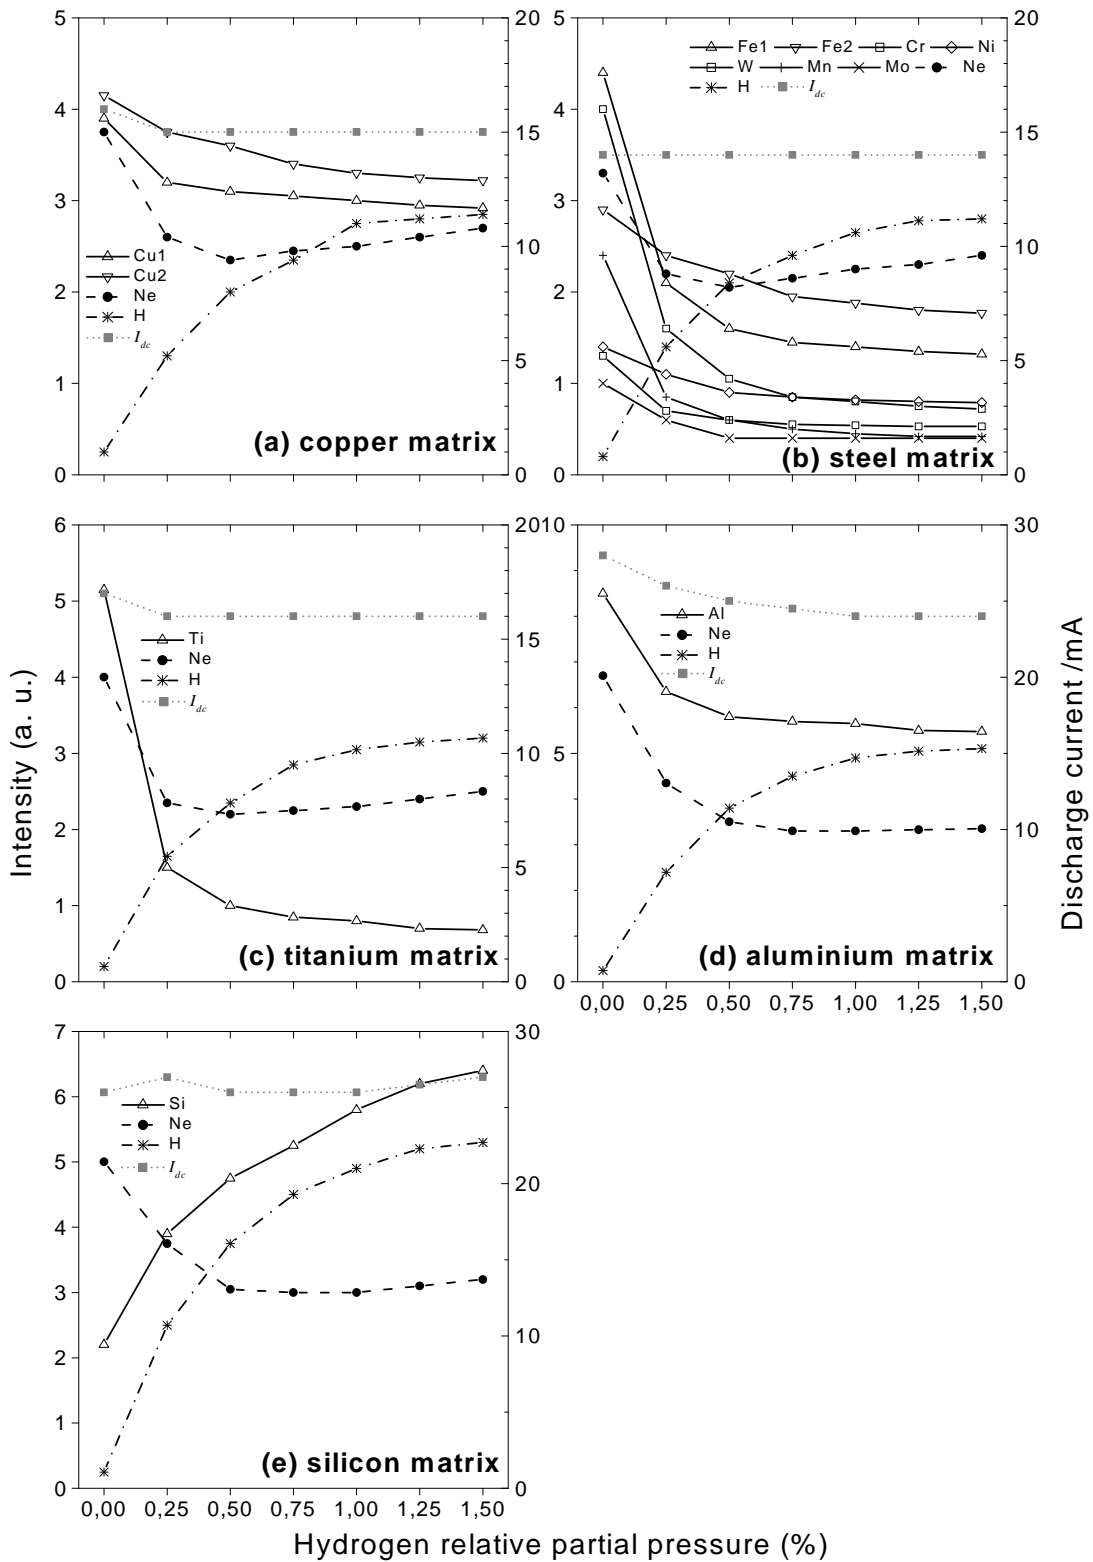 5
4
3
2
1
0
20
15
10
5
0
Cu1
Cu2
Ne
H
I_dc
(a) copper matrix
5
4
3
2
1
0
20
15
10
5
0
Fe1 Fe2 Cr Ni
W Mn Mo Ne
H I_dc
(b) steel matrix
6
5
4
3
2
1
0
20
15
10
5
0
Ti
Ne
H
I_dc
(c) titanium matrix
10
5
0
30
20
10
0
Al
Ne
H
I_dc
(d) aluminium matrix
0,00 0,25 0,50 0,75 1,00 1,25 1,50
Intensity (a. u.)
Discharge current /mA
7
6
5
4
3
2
1
0
30
20
10
0
Si
Ne
H
I_dc
(e) silicon matrix
0,00 0,25 0,50 0,75 1,00 1,25 1,50
Hydrogen relative partial pressure (%)